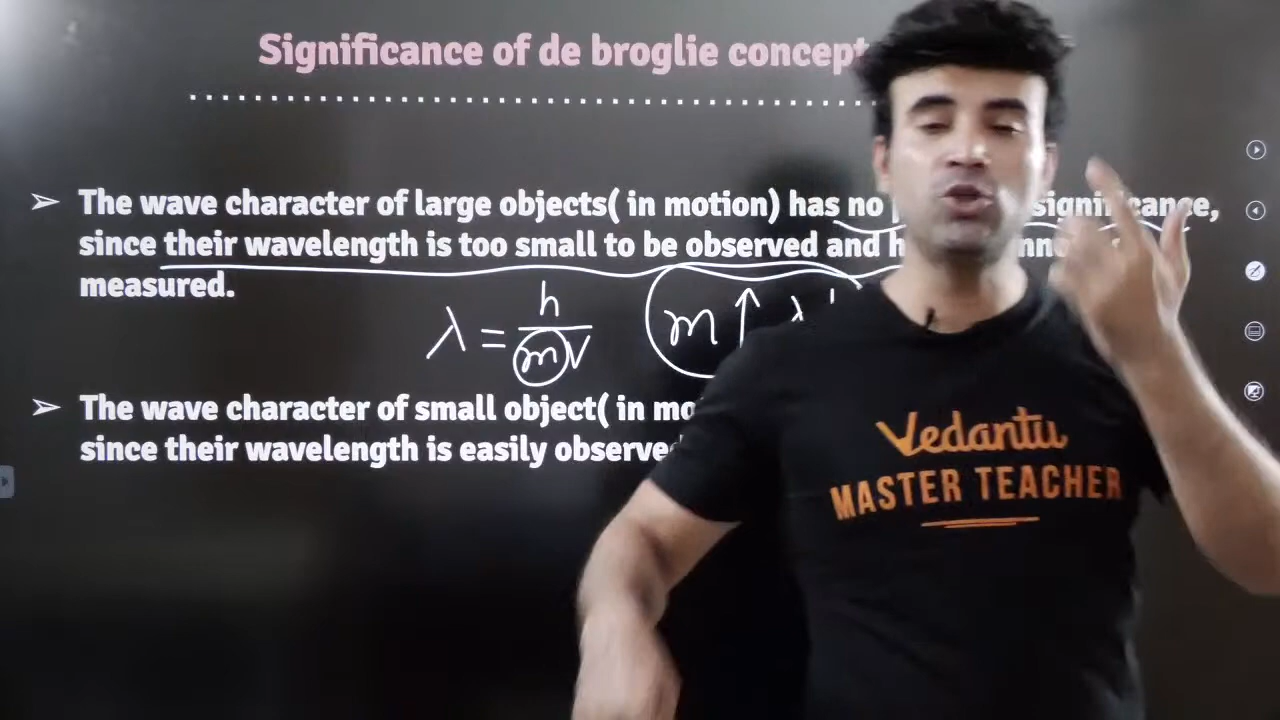 Significance of de broglie concept
➢ The wave character of large objects( in motion) has no significance,
since their wavelength is too small to be observed and
measured.
λ = h/mv m↑ λ
➢ The wave character of small object( in
since their wavelength is easily observed
Vedantu
MASTER TEACHER